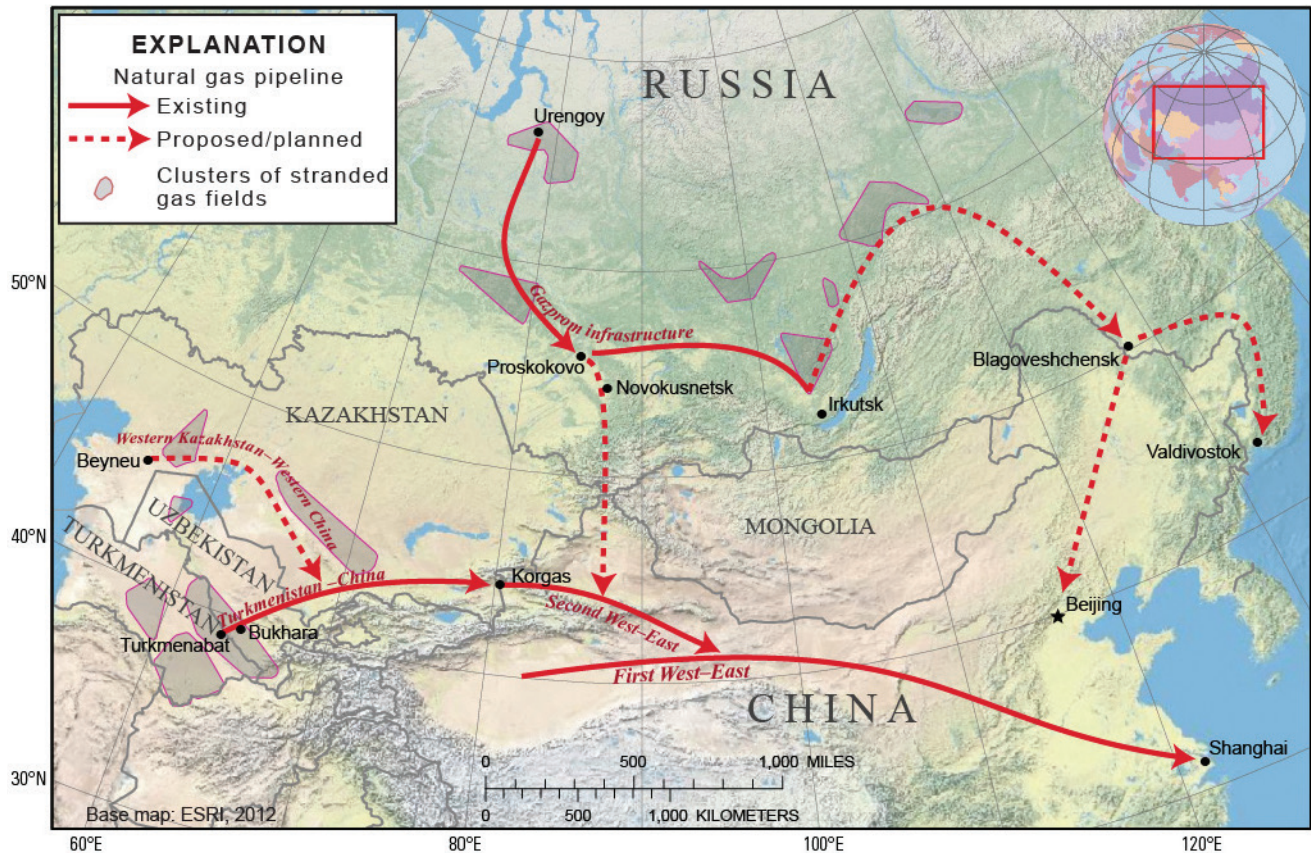 EXPLANATION
Natural gas pipeline
Existing
Proposed/planned
Clusters of stranded
gas fields
RUSSIA
Urengoy
50°N
Gazprom infrastructure
Proskokovo
Novokusnetsk
Irkutsk
Blagoveshchensk
Valdivostok
KAZAKHSTAN
Western Kazakhstan–Western China
Beyneu
UZBEKISTAN
TURKMENISTAN
MONGOLIA
40°N
Turkmenistan –China
Korgas
Second West–East
Beijing
Turkmenabat
Bukhara
First West–East
CHINA
Shanghai
0 500 1,000 MILES
0 500 1,000 KILOMETERS
30°N
Base map: ESRI, 2012
60°E
80°E
100°E
120°E